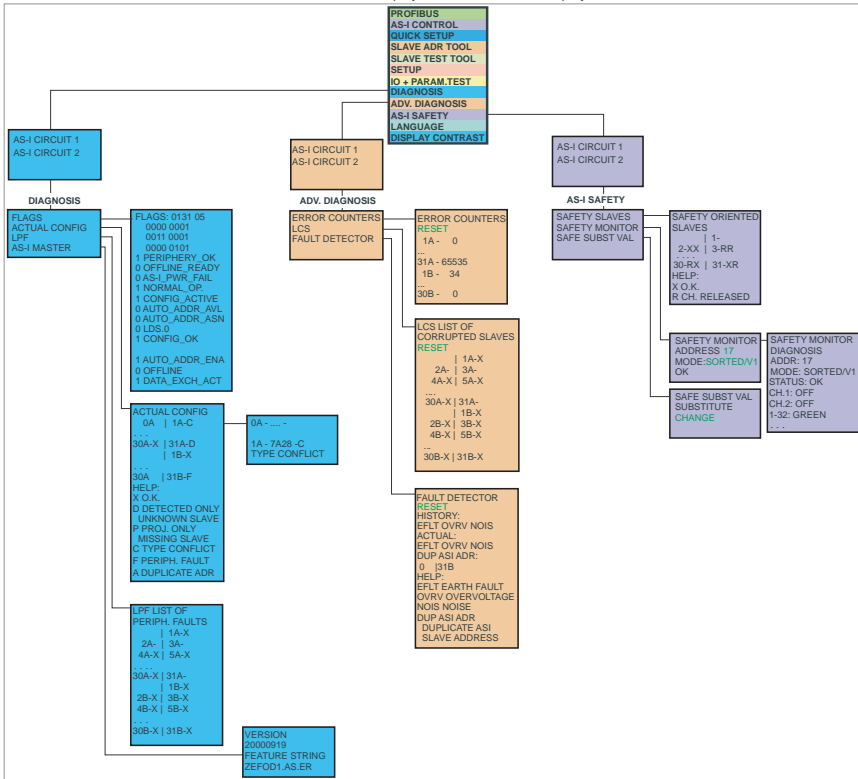 PROFIBUS
AS-I CONTROL
QUICK SETUP
SLAVE ADR TOOL
SLAVE TEST TOOL
SETUP
IO + PARAM.TEST
DIAGNOSIS
ADV. DIAGNOSIS
AS-I SAFETY
LANGUAGE
DISPLAY CONTRAST
AS-I CIRCUIT 1
AS-I CIRCUIT 2
DIAGNOSIS
FLAGS
ACTUAL CONFIG
LPF
AS-I MASTER
FLAGS: 0131 05
0000 0001
0011 0001
0000 0101
1 PERIPHERY_OK
0 OFFLINE_READY
0 AS-I_PWR_FAIL
1 NORMAL_OP.
1 CONFIG_ACTIVE
0 AUTO_ADDR_AVL
0 AUTO_ADDR_ASN
0 LDS.0
1 CONFIG_OK
1 AUTO_ADDR_ENA
0 OFFLINE
1 DATA_EXCH_ACT
ACTUAL CONFIG
0A | 1A-C
. . .
30A-X | 31A-D
| 1B-X
. . .
30A |31B-F
HELP:
X O.K.
D DETECTED ONLY
UNKNOWN SLAVE
P PROJ. ONLY
MISSING SLAVE
C TYPE CONFLICT
F PERIPH. FAULT
A DUPLICATE ADR
0A - .... -
1A - 7A28 -C
TYPE CONFLICT
LPF LIST OF
PERIPH. FAULTS
| 1A-X
2A- | 3A-
4A-X | 5A-X
. . . .
30A-X | 31A-
| 1B-X
2B-X | 3B-X
4B-X | 5B-X
. . .
30B-X | 31B-X
VERSION
20000919
FEATURE STRING
ZEFOD1.AS.ER
AS-I CIRCUIT 1
AS-I CIRCUIT 2
ADV. DIAGNOSIS
ERROR COUNTERS
LCS
FAULT DETECTOR
ERROR COUNTERS
RESET
1A - 0
...
31A - 65535
1B - 34
...
30B - 0
LCS LIST OF
CORRUPTED SLAVES
RESET
| 1A-X
2A- | 3A-
4A-X | 5A-X
....
30A-X | 31A-
| 1B-X
2B-X | 3B-X
4B-X | 5B-X
...
30B-X | 31B-X
FAULT DETECTOR
RESET
HISTORY:
EFLT OVRV NOIS
ACTUAL:
EFLT OVRV NOIS
DUP ASI ADR:
0 |31B
HELP:
EFLT EARTH FAULT
OVRV OVERVOLTAGE
NOIS NOISE
DUP ASI ADR
DUPLICATE ASI
SLAVE ADDRESS
AS-I CIRCUIT 1
AS-I CIRCUIT 2
AS-I SAFETY
SAFETY SLAVES
SAFETY MONITOR
SAFE SUBST VAL
SAFETY ORIENTED
SLAVES
| 1-
2-XX | 3-RR
. . . .
30-RX | 31-XR
HELP:
X O.K.
R CH. RELEASED
SAFETY MONITOR
ADDRESS 17
MODE:SORTED/V1
OK
SAFETY MONITOR
DIAGNOSIS
ADDR: 17
MODE: SORTED/V1
STATUS: OK
CH.1: OFF
CH.2: OFF
1-32: GREEN
. . .
SAFE SUBST VAL
SUBSTITUTE
CHANGE